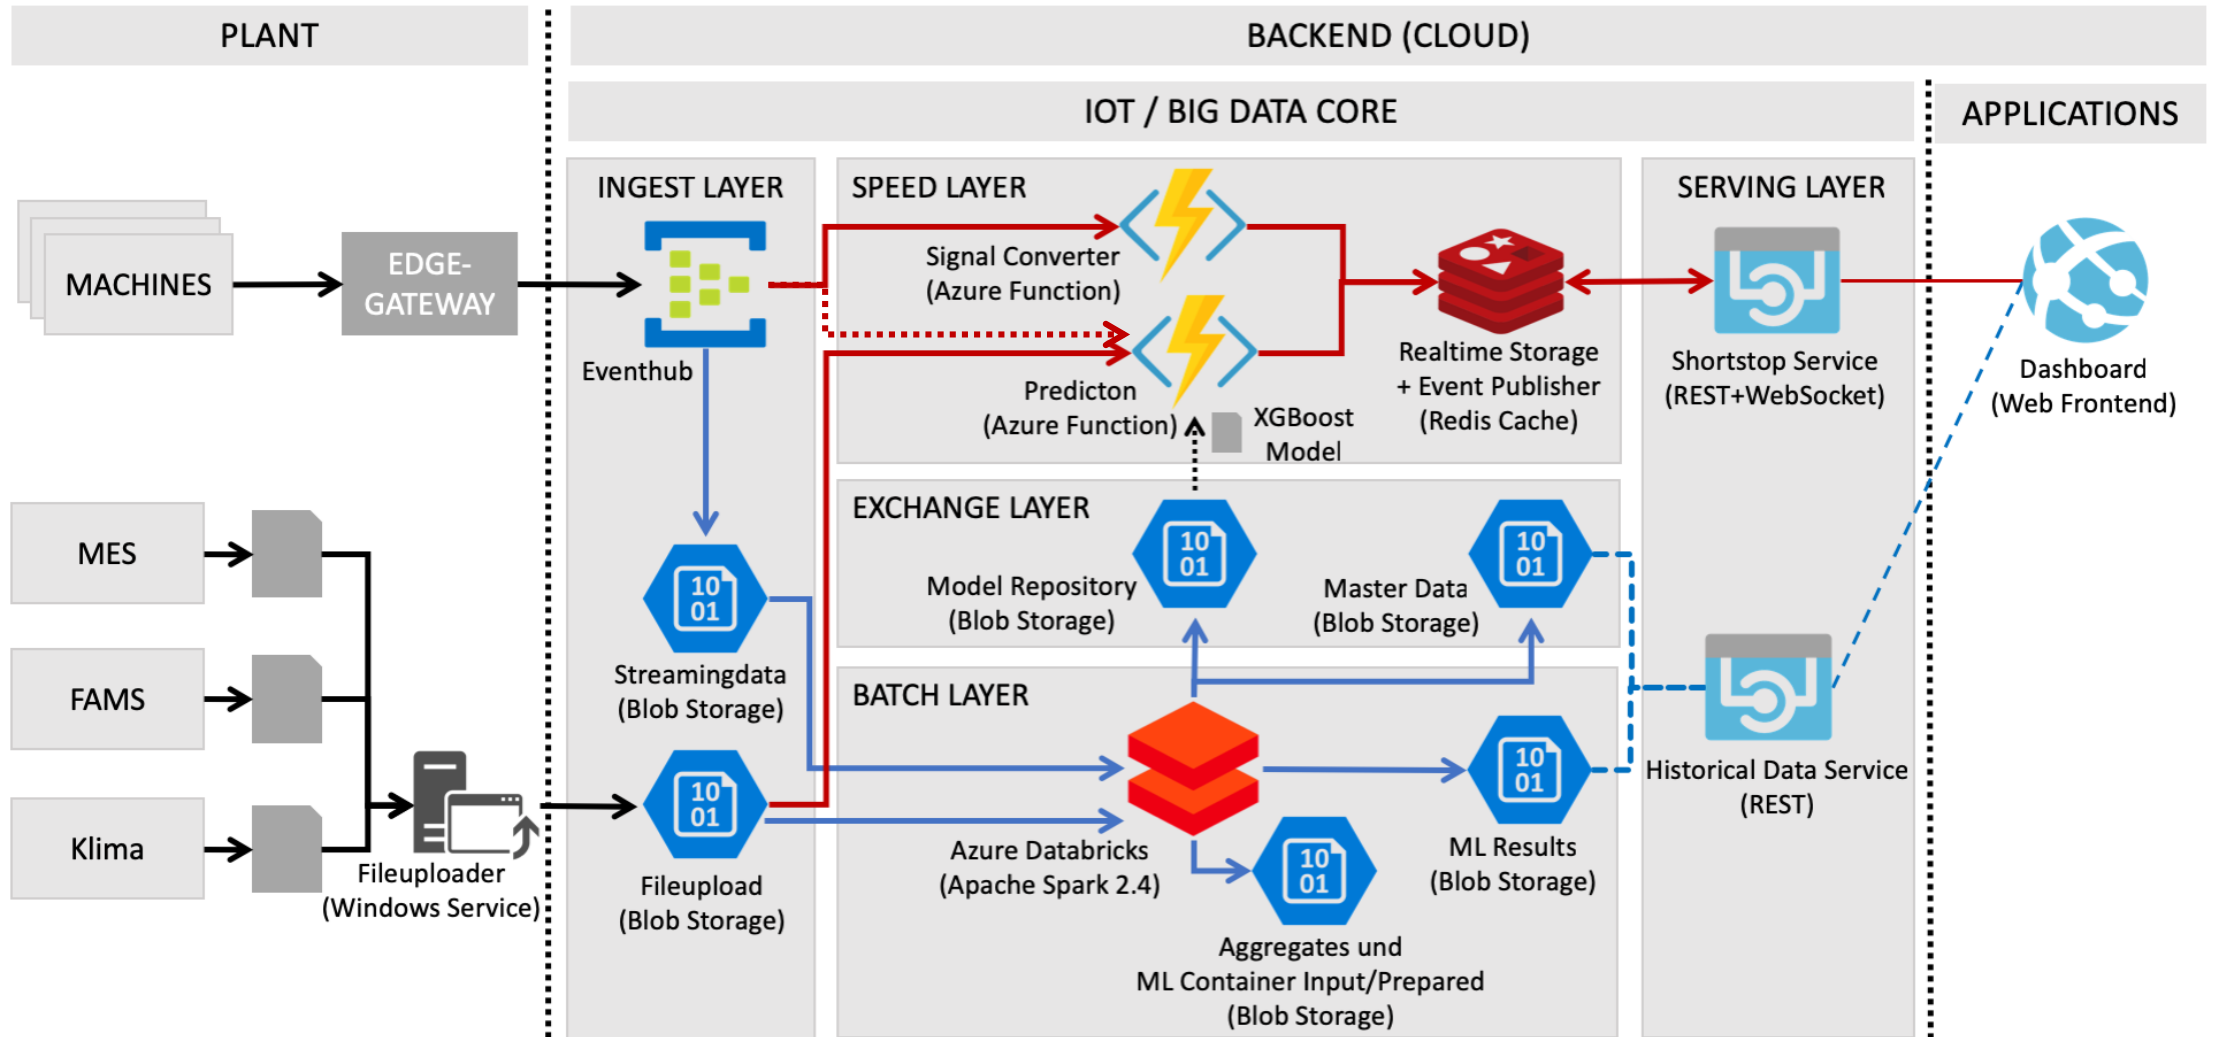 PLANT
BACKEND (CLOUD)
IOT / BIG DATA CORE
APPLICATIONS
MACHINES
EDGE-
GATEWAY
MES
FAMS
Klima
Fileuploader
(Windows Service)
INGEST LAYER
Eventhub
10
01
Streamingdata
(Blob Storage)
10
01
Fileupload
(Blob Storage)
SPEED LAYER
Signal Converter
(Azure Function)
Predicton
(Azure Function)
XGBoost
Model
Realtime Storage
+ Event Publisher
(Redis Cache)
EXCHANGE LAYER
10
01
Model Repository
(Blob Storage)
10
01
Master Data
(Blob Storage)
BATCH LAYER
Azure Databricks
(Apache Spark 2.4)
10
01
ML Results
(Blob Storage)
10
01
Aggregates und
ML Container Input/Prepared
(Blob Storage)
SERVING LAYER
Shortstop Service
(REST+WebSocket)
Historical Data Service
(REST)
Dashboard
(Web Frontend)